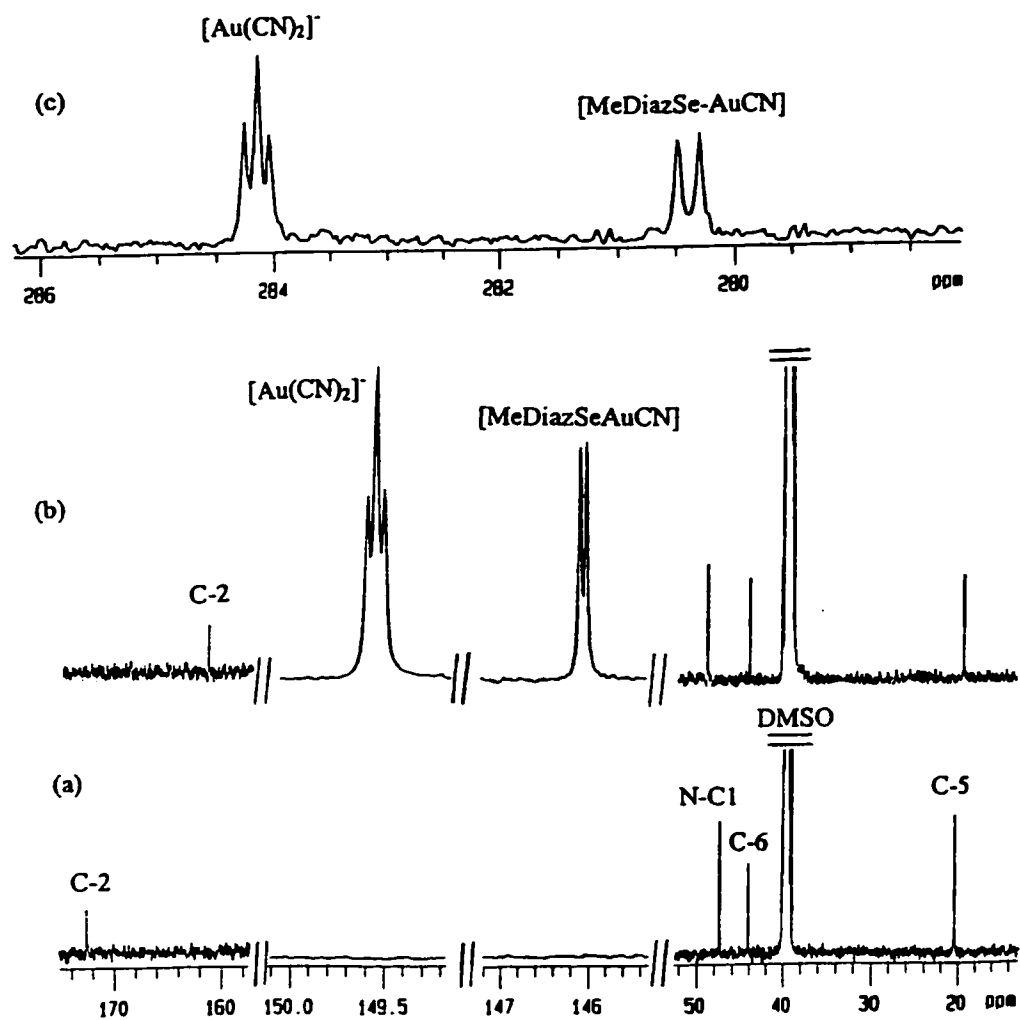 [Au(CN)₂]⁻
(c)
[MeDiazSe-AuCN]
286 284 282 280 ppm
[Au(CN)₂]⁻
[MeDiazSeAuCN]
(b)
C-2
DMSO
(a)
N-C1
C-5
C-6
C-2
170 160 150.0 149.5 147 146 50 40 30 20 ppm